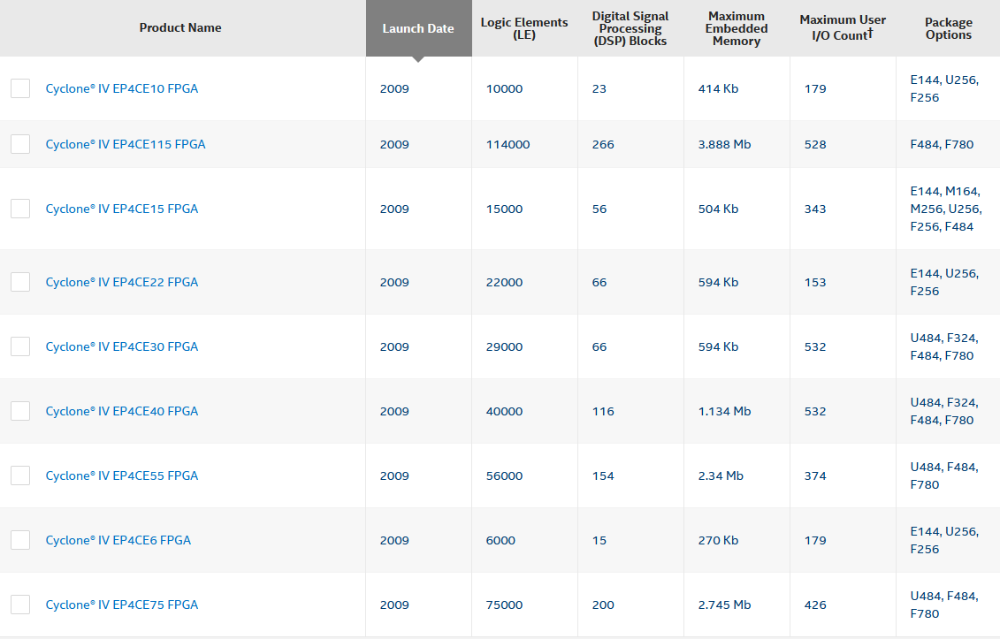 Product Name
Launch Date
Logic Elements
(LE)
Digital Signal
Processing
(DSP) Blocks
Maximum
Embedded
Memory
Maximum User
I/O Count†
Package
Options
Cyclone® IV EP4CE10 FPGA 2009 10000 23 414 Kb 179 E144, U256,
F256
Cyclone® IV EP4CE115 FPGA 2009 114000 266 3.888 Mb 528 F484, F780
Cyclone® IV EP4CE15 FPGA 2009 15000 56 504 Kb 343 E144, M164,
M256, U256,
F256, F484
Cyclone® IV EP4CE22 FPGA 2009 22000 66 594 Kb 153 E144, U256,
F256
Cyclone® IV EP4CE30 FPGA 2009 29000 66 594 Kb 532 U484, F324,
F484, F780
Cyclone® IV EP4CE40 FPGA 2009 40000 116 1.134 Mb 532 U484, F324,
F484, F780
Cyclone® IV EP4CE55 FPGA 2009 56000 154 2.34 Mb 374 U484, F484,
F780
Cyclone® IV EP4CE6 FPGA 2009 6000 15 270 Kb 179 E144, U256,
F256
Cyclone® IV EP4CE75 FPGA 2009 75000 200 2.745 Mb 426 U484, F484,
F780